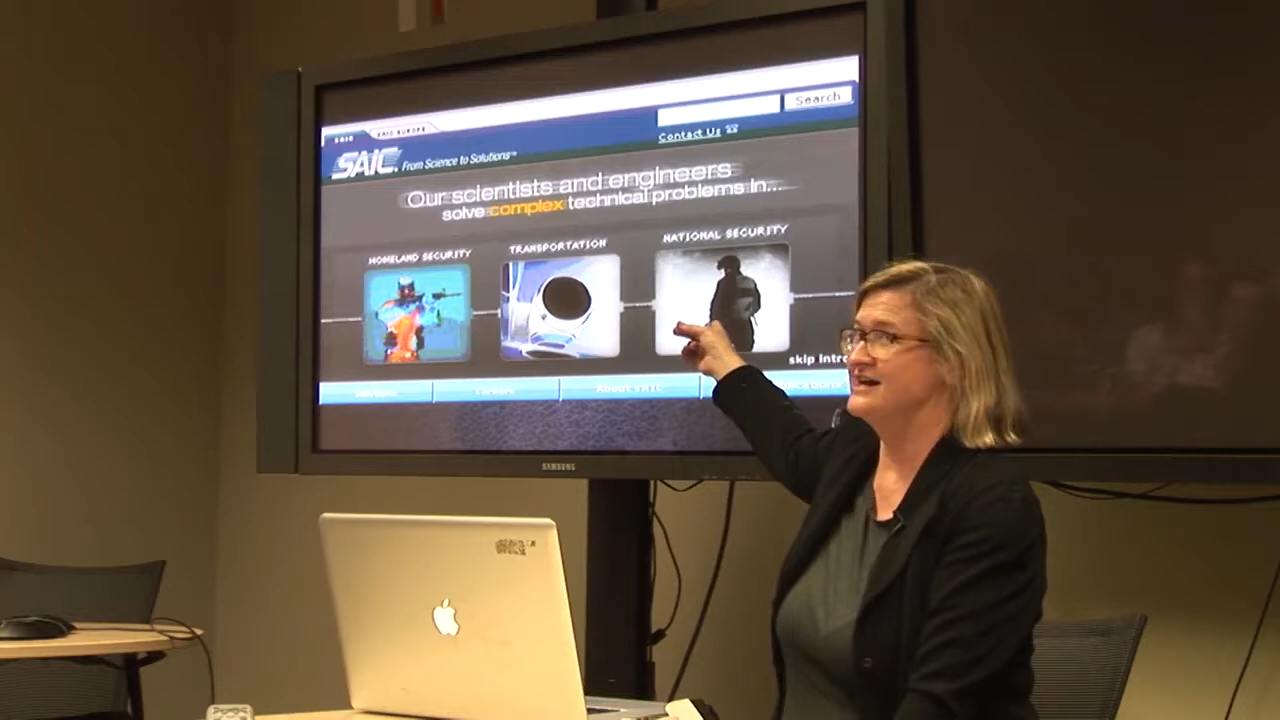 Search
SAIC SAIC EUROPE
Contact Us
SAIC From Science to Solutions™
Our scientists and engineers
solve complex technical problems in...
HOMELAND SECURITY
TRANSPORTATION
NATIONAL SECURITY
skip intro
Careers
About SAIC
SAMSUNG